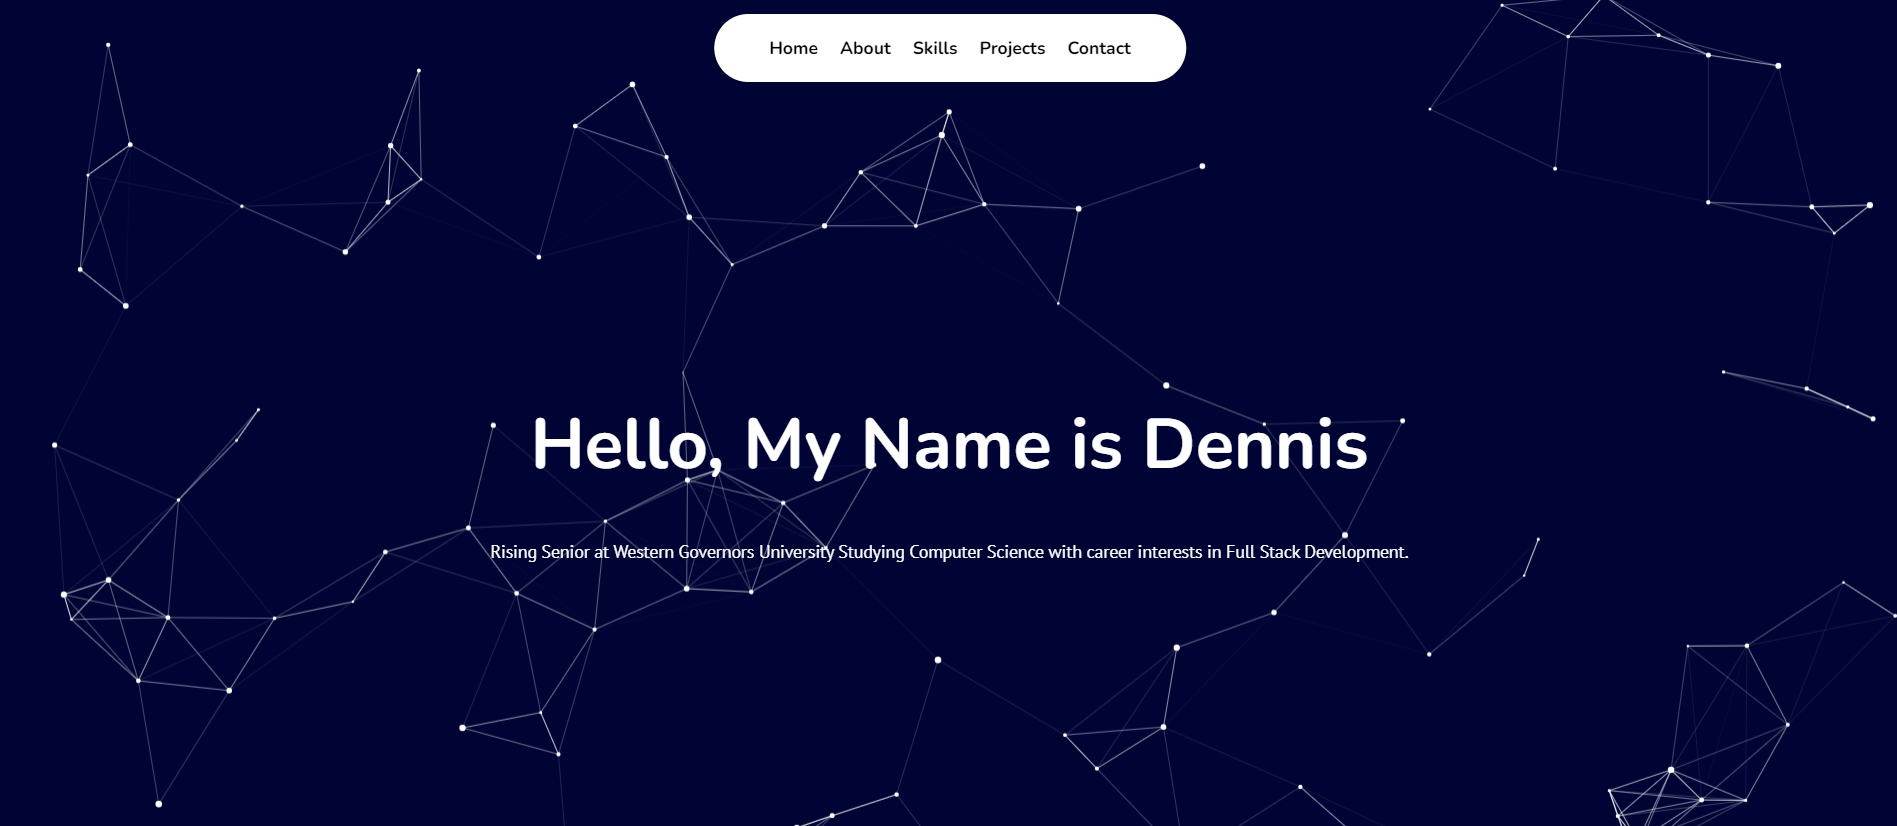 Home About Skills Projects Contact
Hello, My Name is Dennis
Rising Senior at Western Governors University Studying Computer Science with career interests in Full Stack Development.